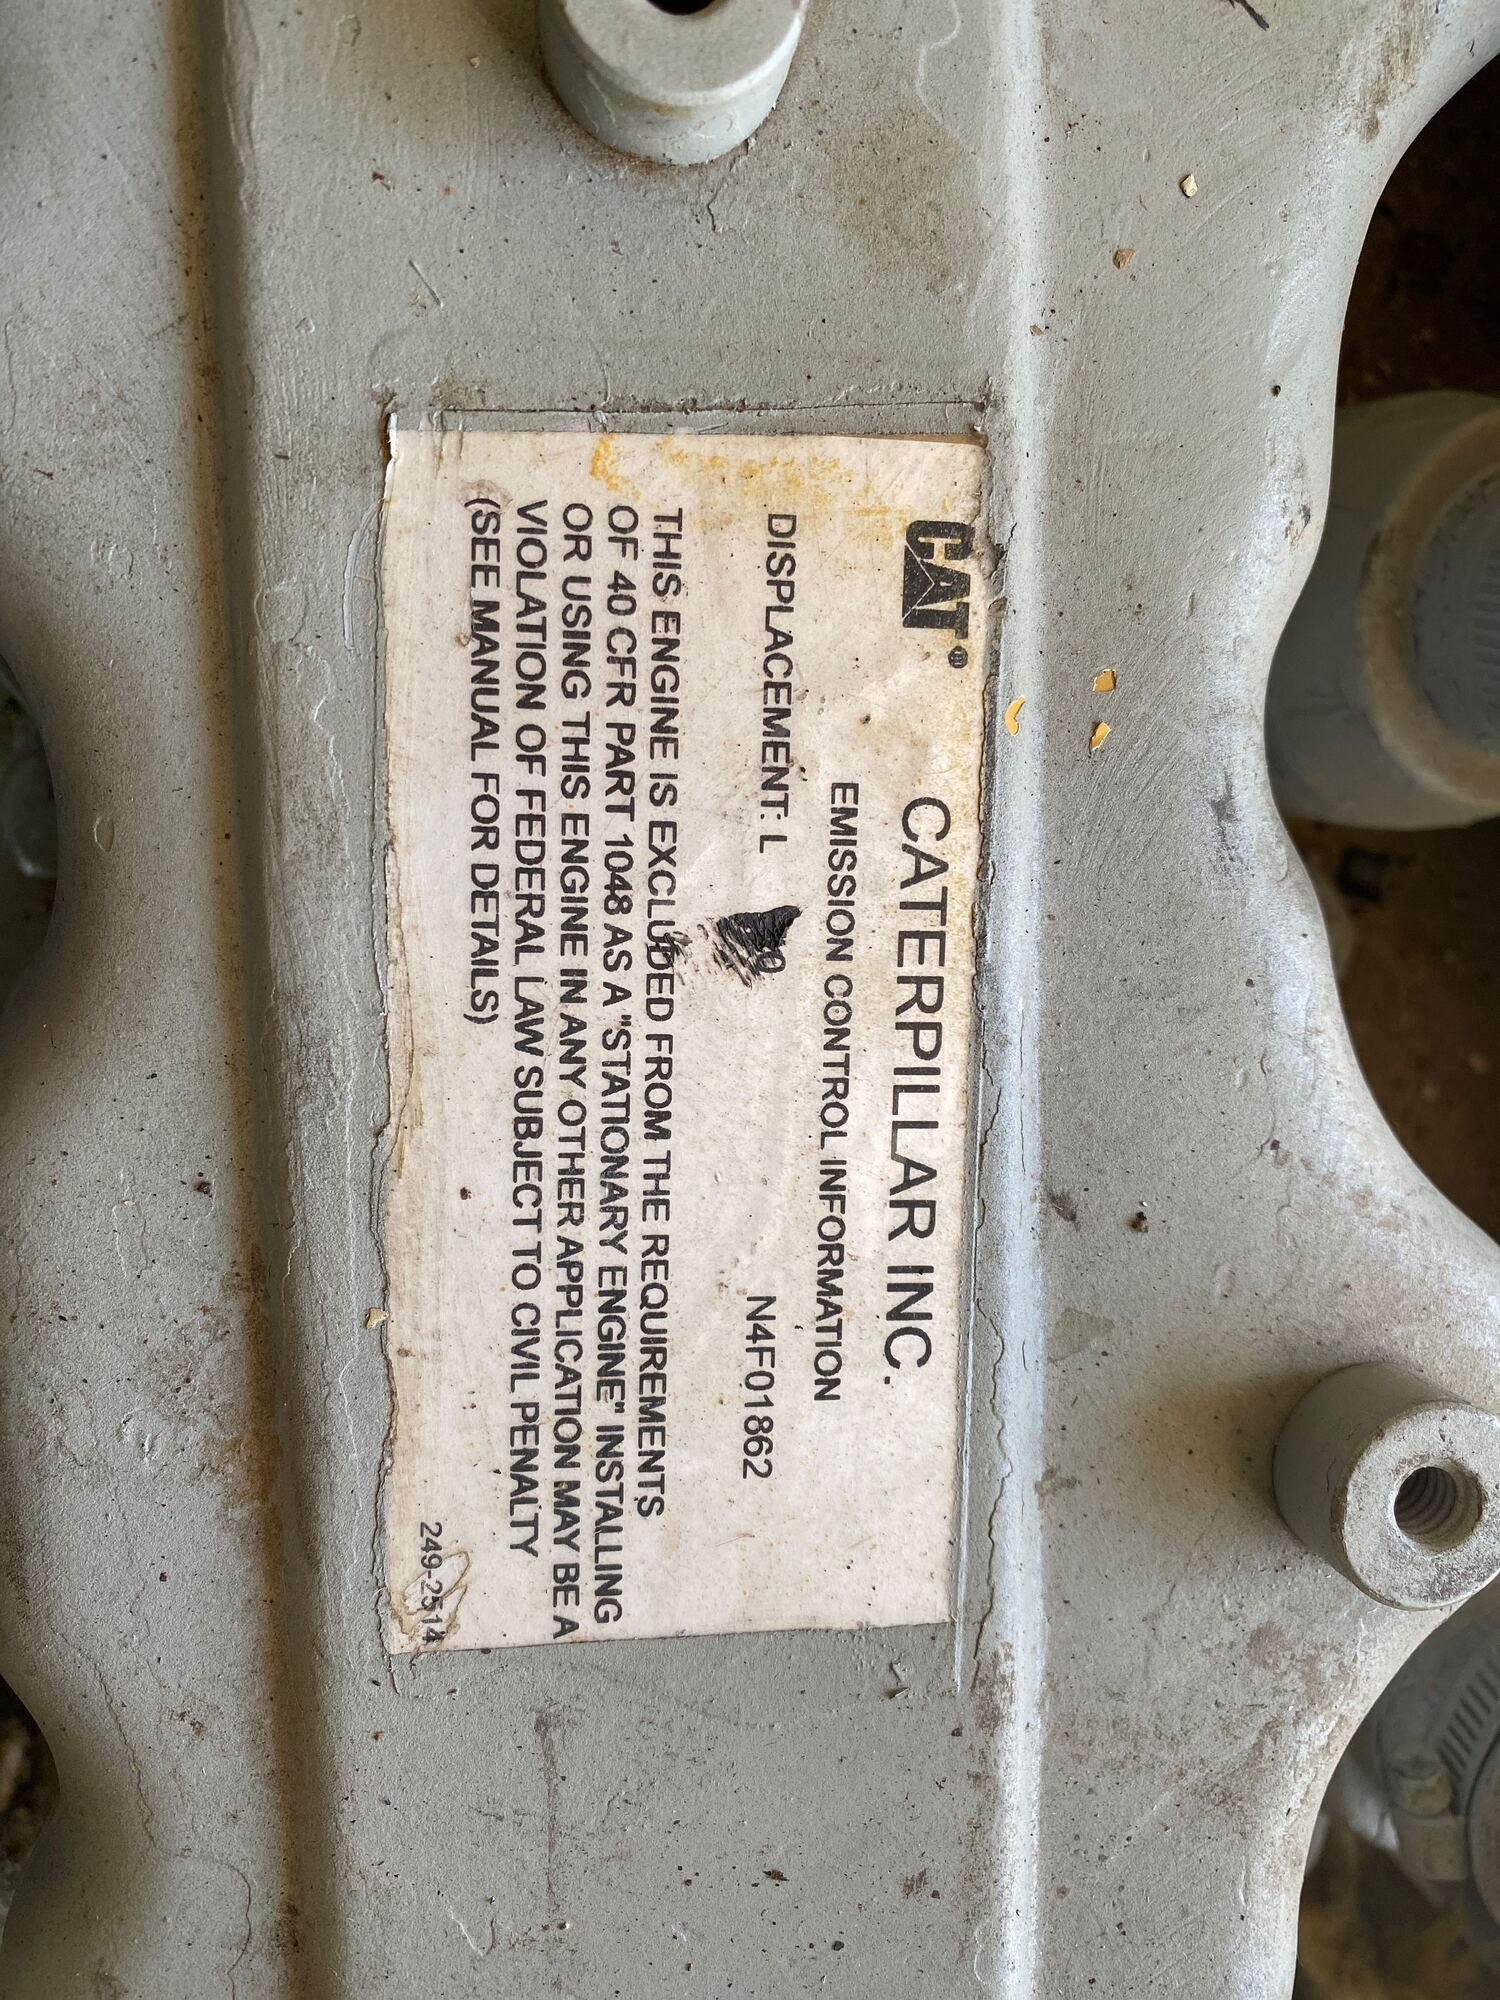 CAT®
CATERPILLAR INC.
EMISSION CONTROL INFORMATION
DISPLACEMENT: L N4F01862
THIS ENGINE IS EXCLUDED FROM THE REQUIREMENTS
OF 40 CFR PART 1048 AS A "STATIONARY ENGINE" INSTALLING
OR USING THIS ENGINE IN ANY OTHER APPLICATION MAY BE A
VIOLATION OF FEDERAL LAW SUBJECT TO CIVIL PENALTY
(SEE MANUAL FOR DETAILS)
249-2514